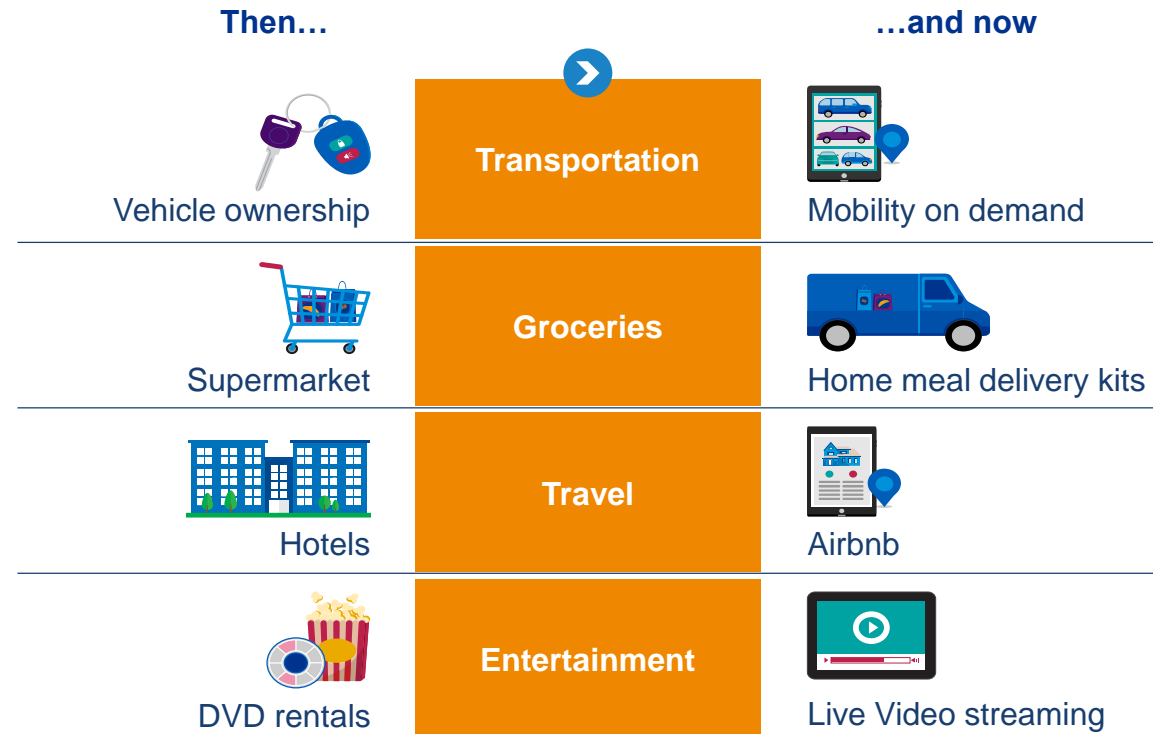 Then…
…and now
Transportation
Vehicle ownership
Mobility on demand
Groceries
Supermarket
Home meal delivery kits
Travel
Hotels
Airbnb
Entertainment
DVD rentals
Live Video streaming